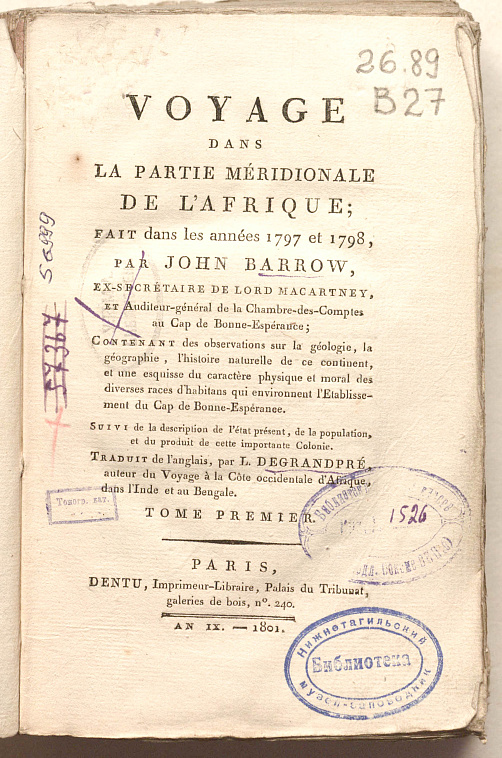 26.89
B27
VOYAGE
DANS
LA PARTIE MÉRIDIONALE
DE L'AFRIQUE;
FAIT dans les années 1797 et 1798,
PAR JOHN BARROW,
EX-SECRÉTAIRE DE LORD MACARTNEY,
ET Auditeur-général de la Chambre-des-Comptes
au Cap de Bonne-Espérance;
CONTENANT des observations sur la géologie, la
géographie, l'histoire naturelle de ce continent,
et une esquisse du caractère physique et moral des
diverses races d'habitans qui environnent l'Etablisse-
ment du Cap de Bonne-Espérance.
SUIVI de la description de l'état présent, de la population,
et du produit de cette importante Colonie.
TRADUIT de l'anglais, par L. DEGRANDPRÉ,
auteur du Voyage à la Côte occidentale d'Afrique,
dans l'Inde et au Bengale.
TOME PREMIER.
PARIS,
DENTU, Imprimeur-Libraire, Palais du Tribunat,
galeries de bois, n°. 240.
AN IX. — 1801.
57367
Топогр. кат.
1526
Нижнетагильский
Библиотека
музей-заповедник